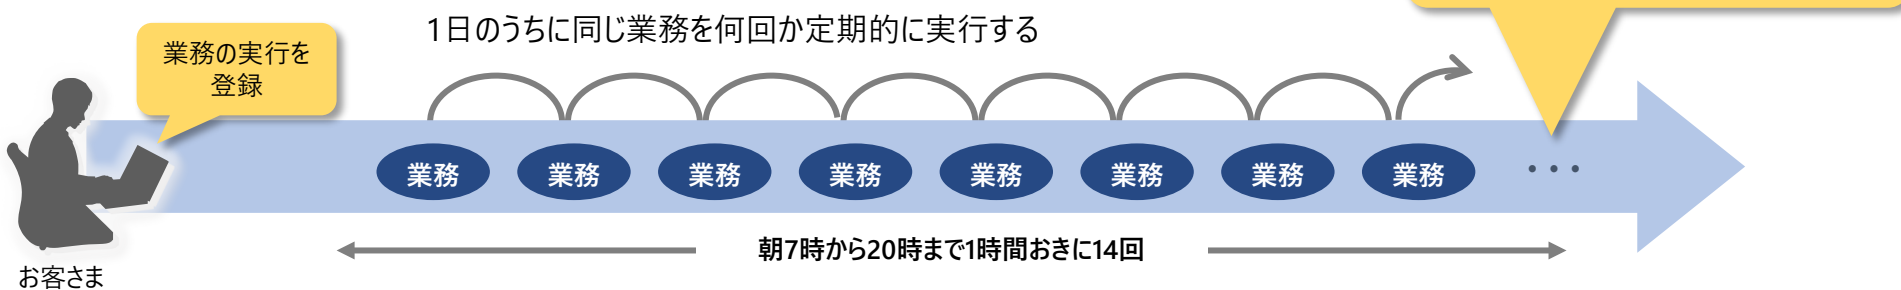 1日のうちに同じ業務を何回か定期的に実行する
業務の実行を
登録
業務 業務 業務 業務 業務 業務 業務 業務 ・・・
朝7時から20時まで1時間おきに14回
お客さま